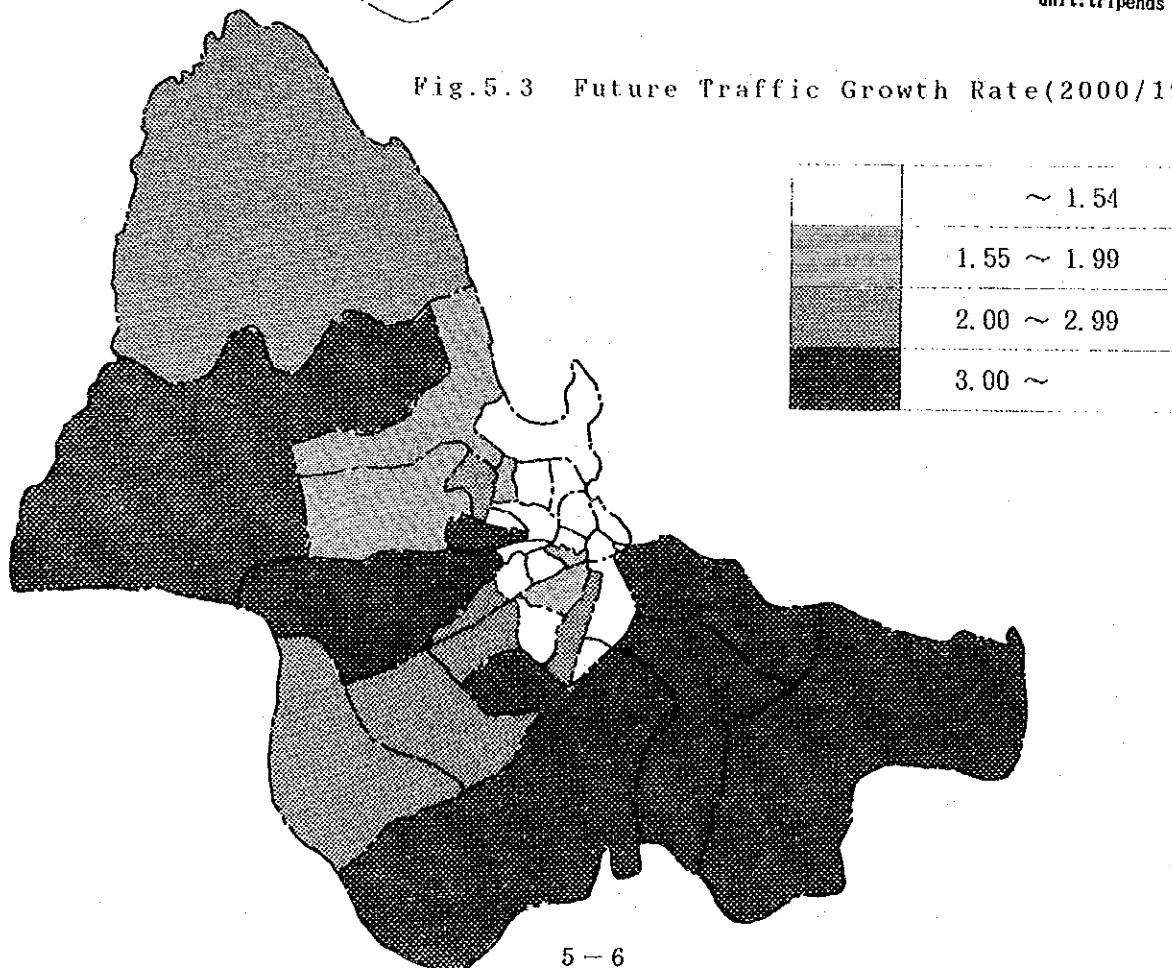 unit:tripends
Fig.5.3 Future Traffic Growth Rate(2000/19
~ 1.54
1.55 ~ 1.99
2.00 ~ 2.99
3.00 ~
5-6